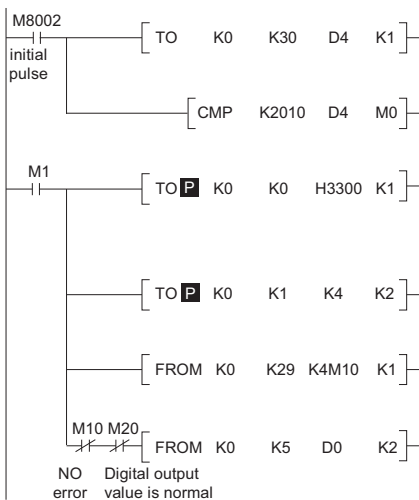 M8002
TO K0 K30 D4 K1
initial
pulse
CMP K2010 D4 M0
M1
TO P K0 K0 H3300 K1
TO P K0 K1 K4 K2
FROM K0 K29 K4M10 K1
M10 M20
FROM K0 K5 D0 K2
NO Digital output
error value is normal